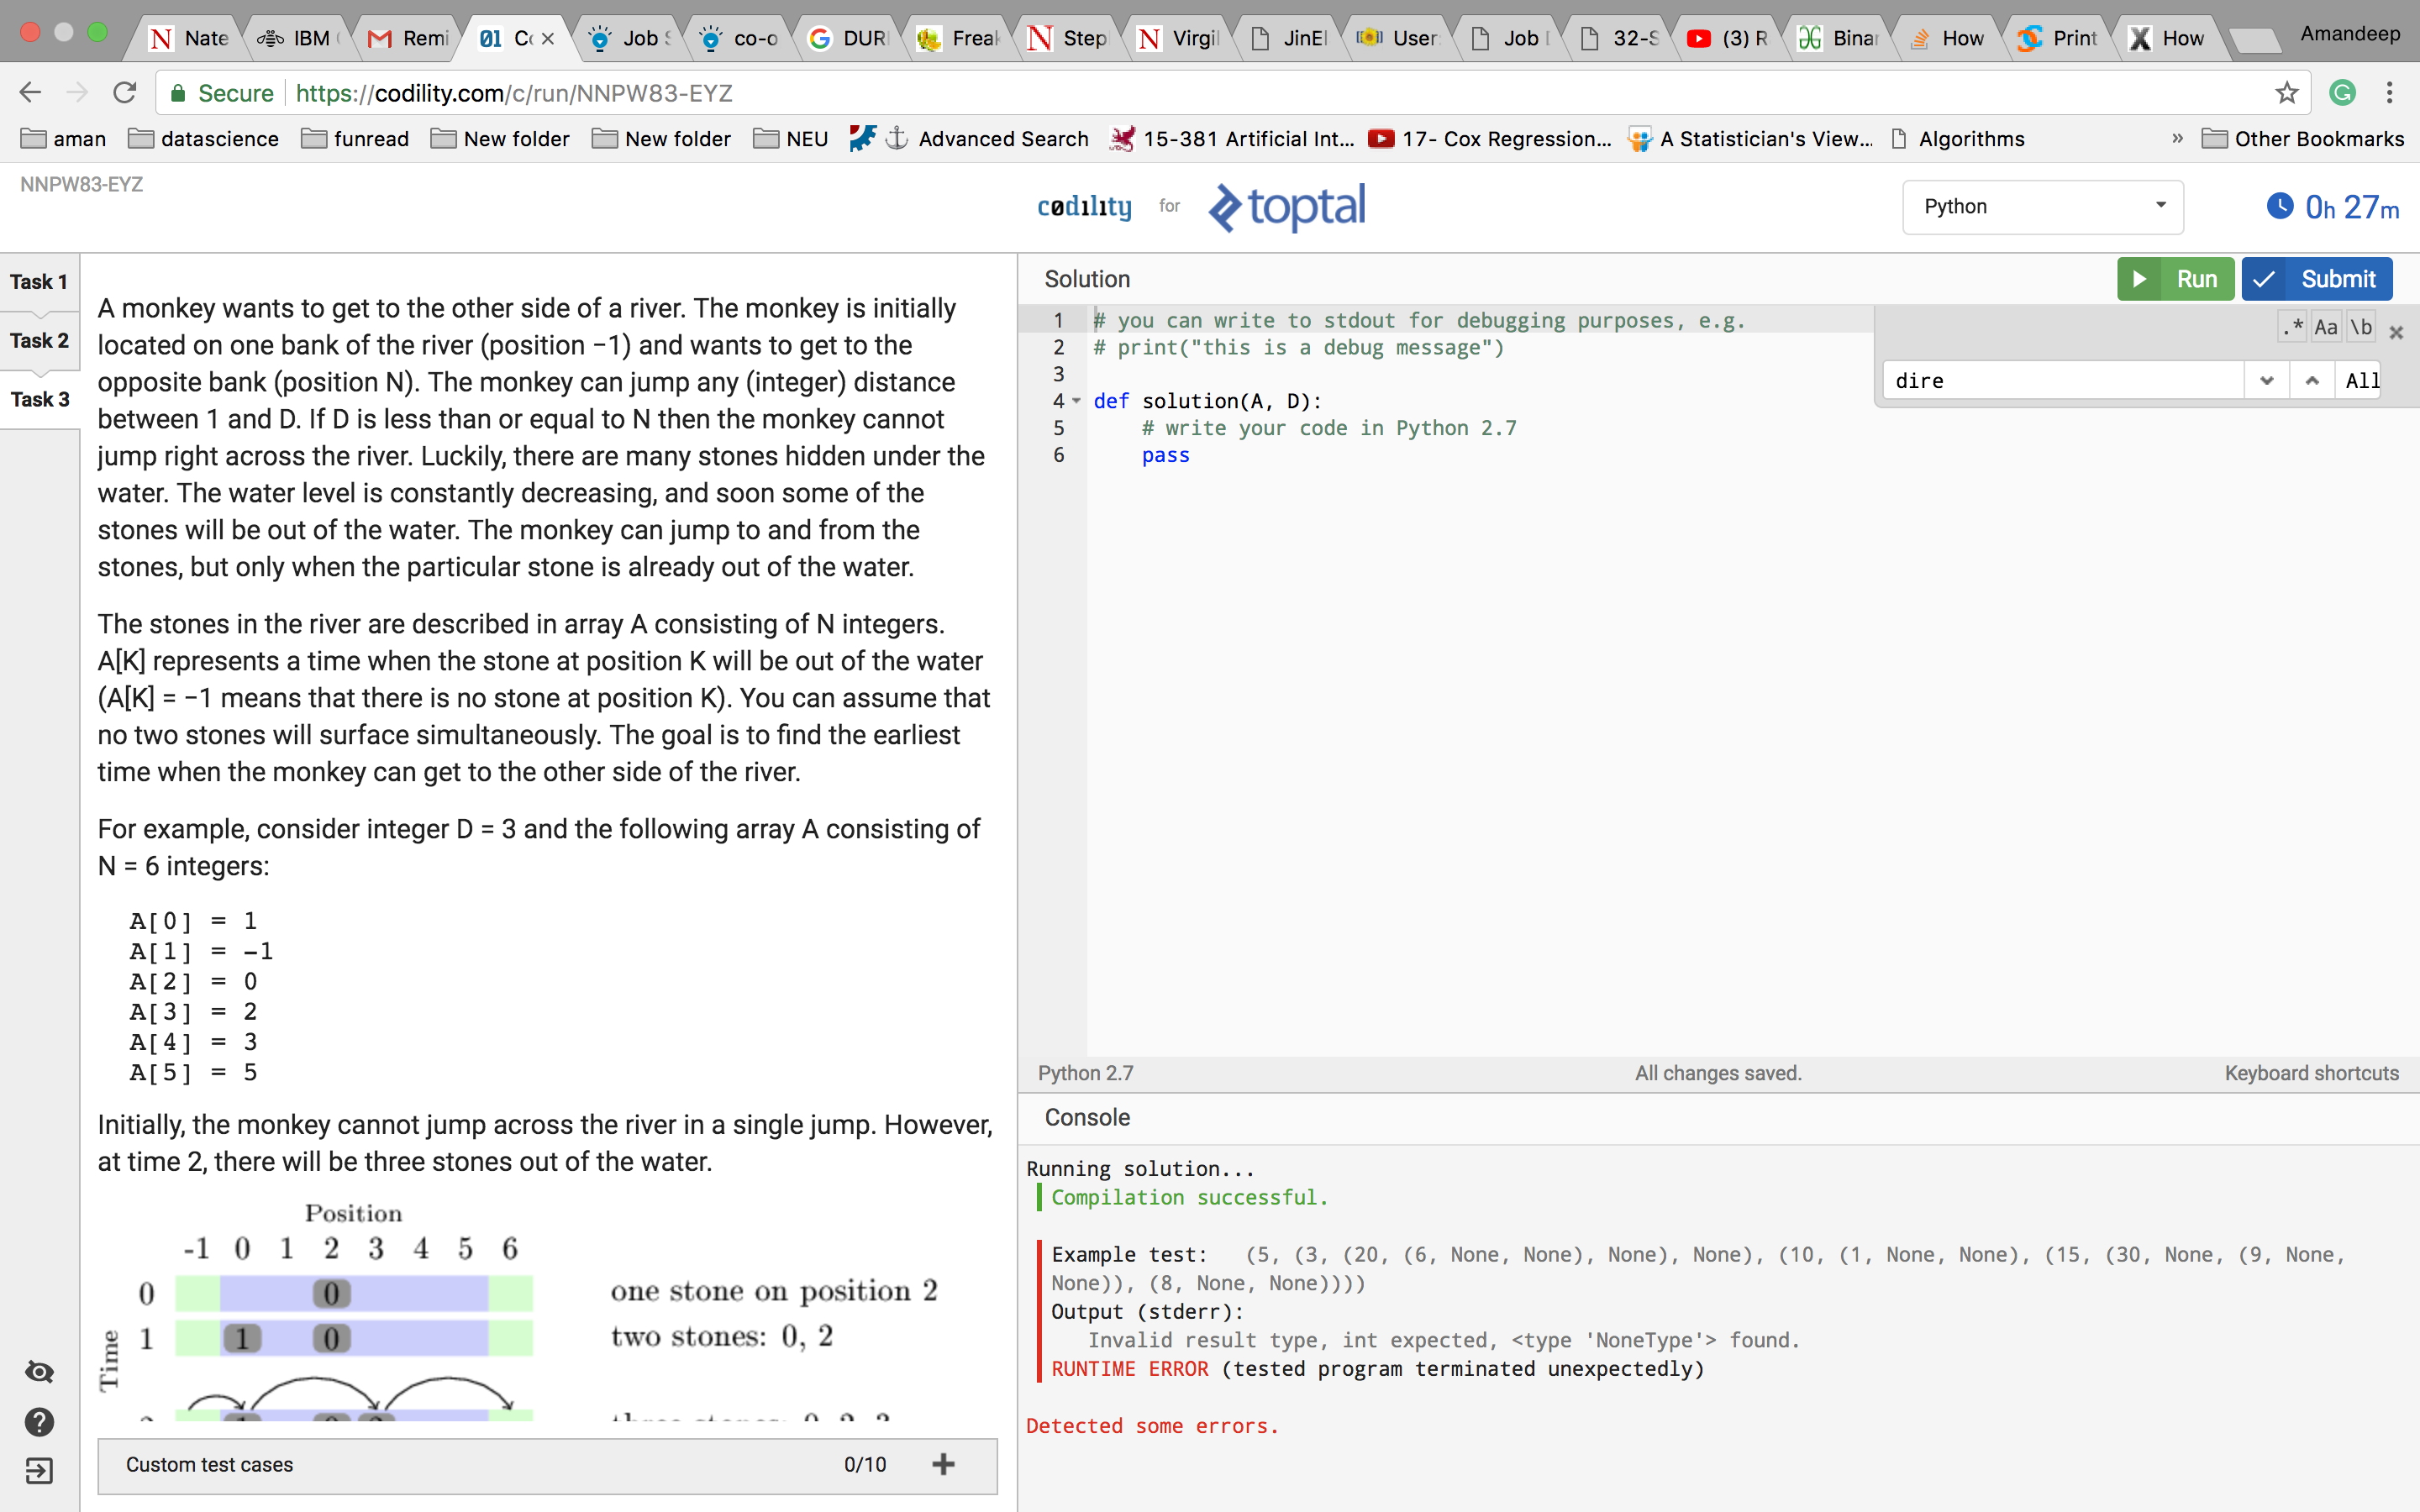 Nate
IBM
Remi
01 Co
Job S
co-o
DUR
Freak
Step
Virgil
JinEl
User
Job
32-S
(3) R
Binar
How
Print
How
Amandeep
Secure https://codility.com/c/run/NNPW83-EYZ
aman datascience funread New folder New folder NEU Advanced Search 15-381 Artificial Int... 17- Cox Regression... A Statistician's View... Algorithms » Other Bookmarks
NNPW83-EYZ
codility for toptal
Python
0h 27m
Task 1
Task 2
Task 3
A monkey wants to get to the other side of a river. The monkey is initially
located on one bank of the river (position −1) and wants to get to the
opposite bank (position N). The monkey can jump any (integer) distance
between 1 and D. If D is less than or equal to N then the monkey cannot
jump right across the river. Luckily, there are many stones hidden under the
water. The water level is constantly decreasing, and soon some of the
stones will be out of the water. The monkey can jump to and from the
stones, but only when the particular stone is already out of the water.
The stones in the river are described in array A consisting of N integers.
A[K] represents a time when the stone at position K will be out of the water
(A[K] = −1 means that there is no stone at position K). You can assume that
no two stones will surface simultaneously. The goal is to find the earliest
time when the monkey can get to the other side of the river.
For example, consider integer D = 3 and the following array A consisting of
N = 6 integers:
A[0] = 1
A[1] = -1
A[2] = 0
A[3] = 2
A[4] = 3
A[5] = 5
Initially, the monkey cannot jump across the river in a single jump. However,
at time 2, there will be three stones out of the water.
Position
-1 0 1 2 3 4 5 6
0 0 one stone on position 2
1 1 0 two stones: 0, 2
Time
Custom test cases 0/10 +
Solution
Run
Submit
1 # you can write to stdout for debugging purposes, e.g.
2 # print("this is a debug message")
3
4 def solution(A, D):
5 # write your code in Python 2.7
6 pass
.* Aa \b ×
dire All
Python 2.7 All changes saved. Keyboard shortcuts
Console
Running solution...
Compilation successful.
Example test: (5, (3, (20, (6, None, None), None), None), (10, (1, None, None), (15, (30, None, (9, None,
None)), (8, None, None))))
Output (stderr):
Invalid result type, int expected, <type 'NoneType'> found.
RUNTIME ERROR (tested program terminated unexpectedly)
Detected some errors.